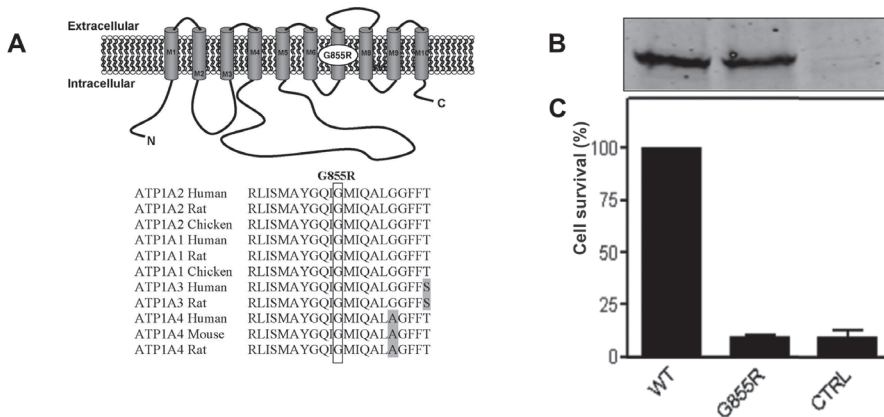 A
Extracellular
M1
M2
M3
M4
M5
M6
G855R
M8
M9
M10
Intracellular
N
C
G855R
ATP1A2 Human RLISMAYGQIGMIQALGGFFT
ATP1A2 Rat RLISMAYGQIGMIQALGGFFT
ATP1A2 Chicken RLISMAYGQIGMIQALGGFFT
ATP1A1 Human RLISMAYGQIGMIQALGGFFT
ATP1A1 Rat RLISMAYGQIGMIQALGGFFT
ATP1A1 Chicken RLISMAYGQIGMIQALGGFFT
ATP1A3 Human RLISMAYGQIGMIQALGGFFS
ATP1A3 Rat RLISMAYGQIGMIQALGGFFS
ATP1A4 Human RLISMAYGQIGMIQALAGFFT
ATP1A4 Mouse RLISMAYGQIGMIQALAGFFT
ATP1A4 Rat RLISMAYGQIGMIQALAGFFT
B
C
Cell survival (%)
100
75
50
25
0
WT
G855R
CTRL